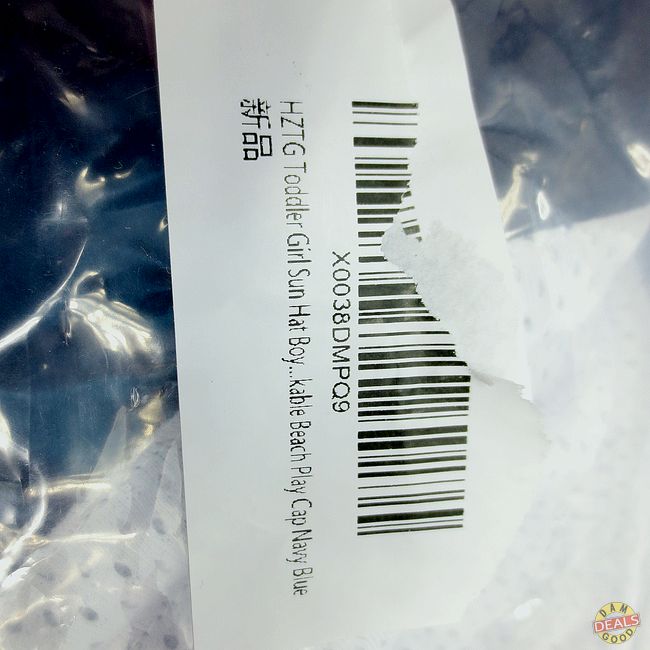 X0038DMPQ9
HZTG Toddler Girl Sun Hat Boy...kable Beach Play Cap Navy Blue
新品
DAM
DEALS
GOOD